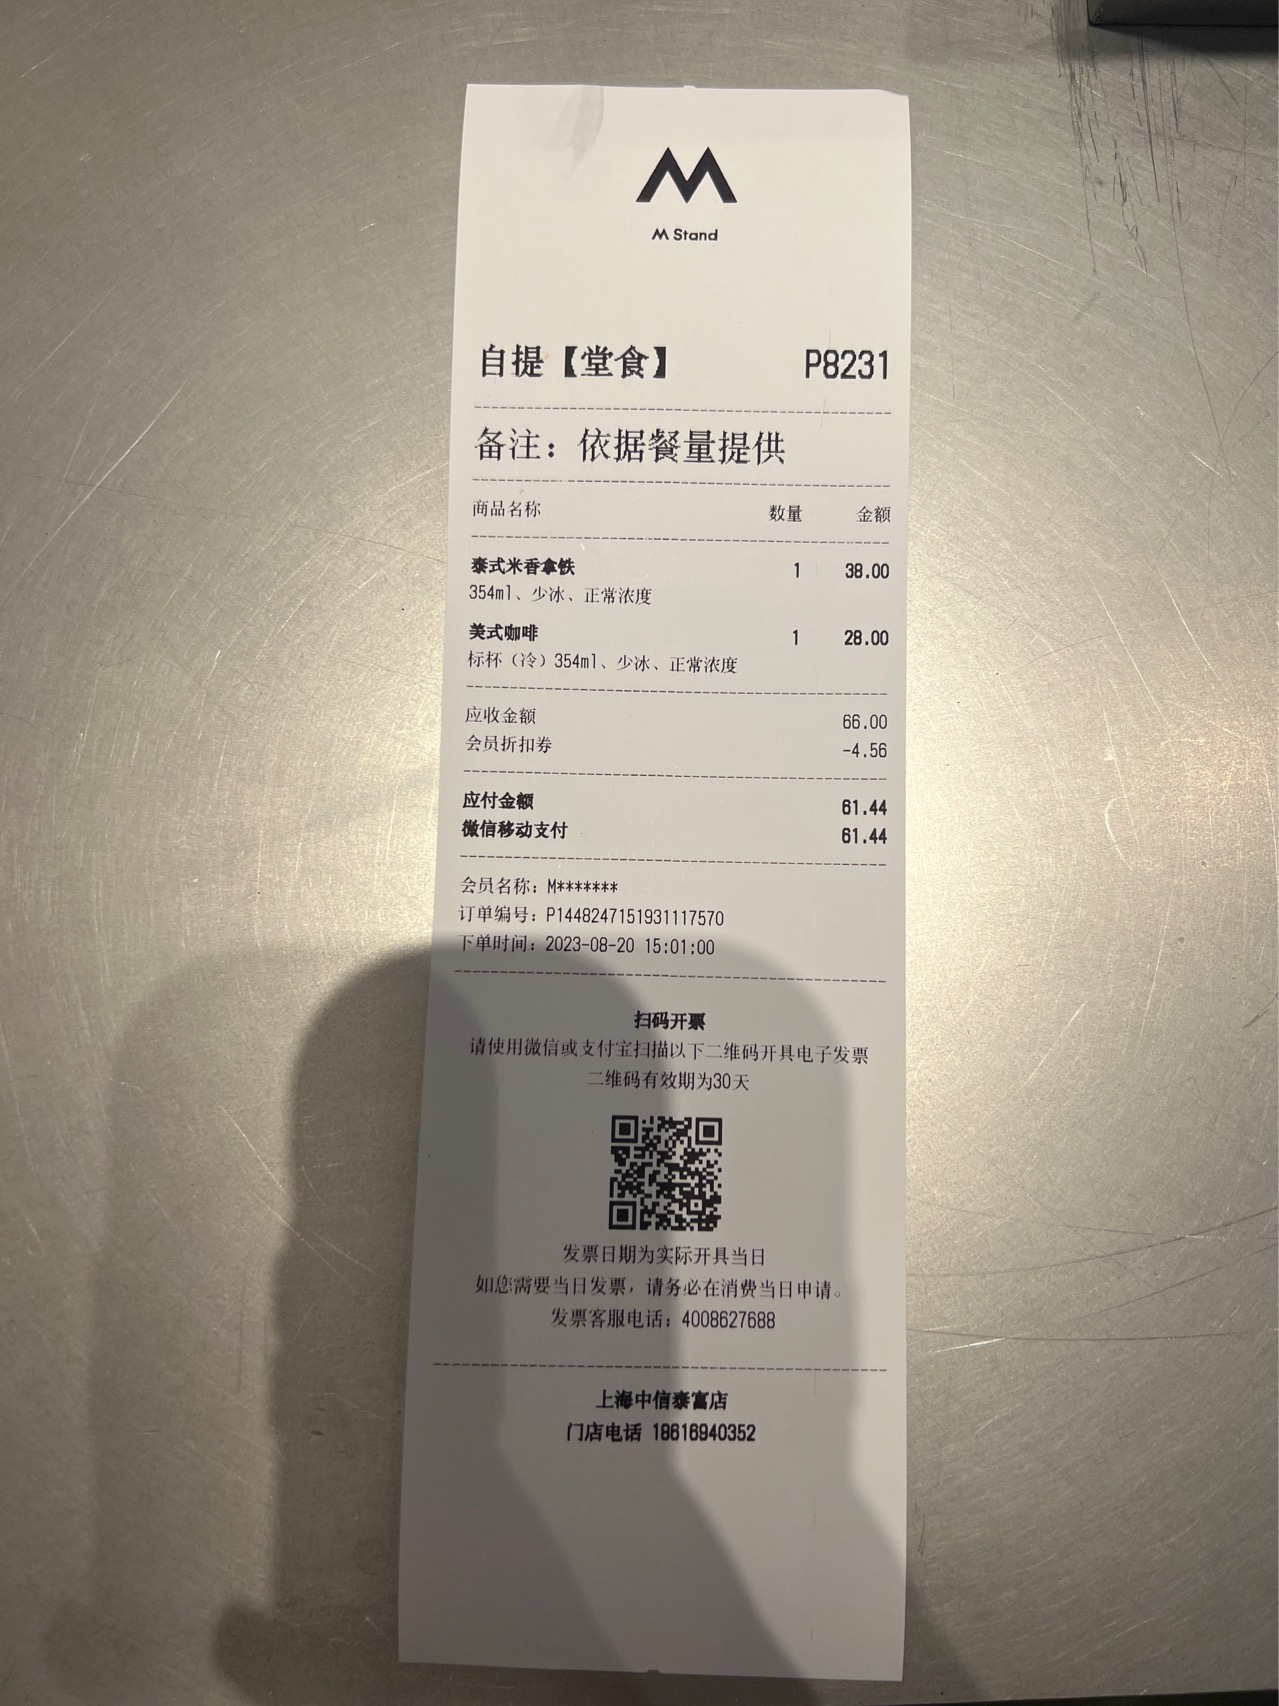 M Stand
自提【堂食】 P8231
备注：依据餐量提供
商品名称 数量 金额
泰式米香拿铁 1 38.00
354ml、少冰、正常浓度
美式咖啡 1 28.00
标杯（冷）354ml、少冰、正常浓度
应收金额 66.00
会员折扣券 -4.56
应付金额 61.44
微信移动支付 61.44
会员名称：M*******
订单编号：P1448247151931117570
下单时间：2023-08-20 15:01:00
扫码开票
请使用微信或支付宝扫描以下二维码开具电子发票
二维码有效期为30天
发票日期为实际开具当日
如您需要当日发票，请务必在消费当日申请。
发票客服电话：4008627688
上海中信泰富店
门店电话 18616940352